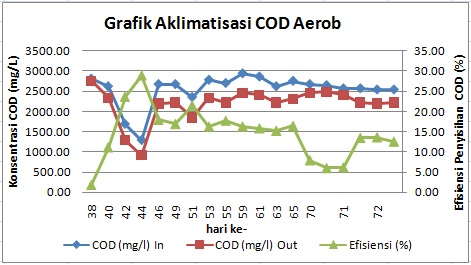 Grafik Aklimatisasi COD Aerob
Konsentrasi COD (mg/L)
3500.00
3000.00
2500.00
2000.00
1500.00
1000.00
500.00
0.00
35.00
30.00
25.00
20.00
15.00
10.00
5.00
0.00
Efisiensi Penyisihan COD (%)
38 40 42 44 46 49 51 53 56 59 61 63 65 70 71 72
hari ke-
COD (mg/l) In COD (mg/L) Out Efisiensi (%)